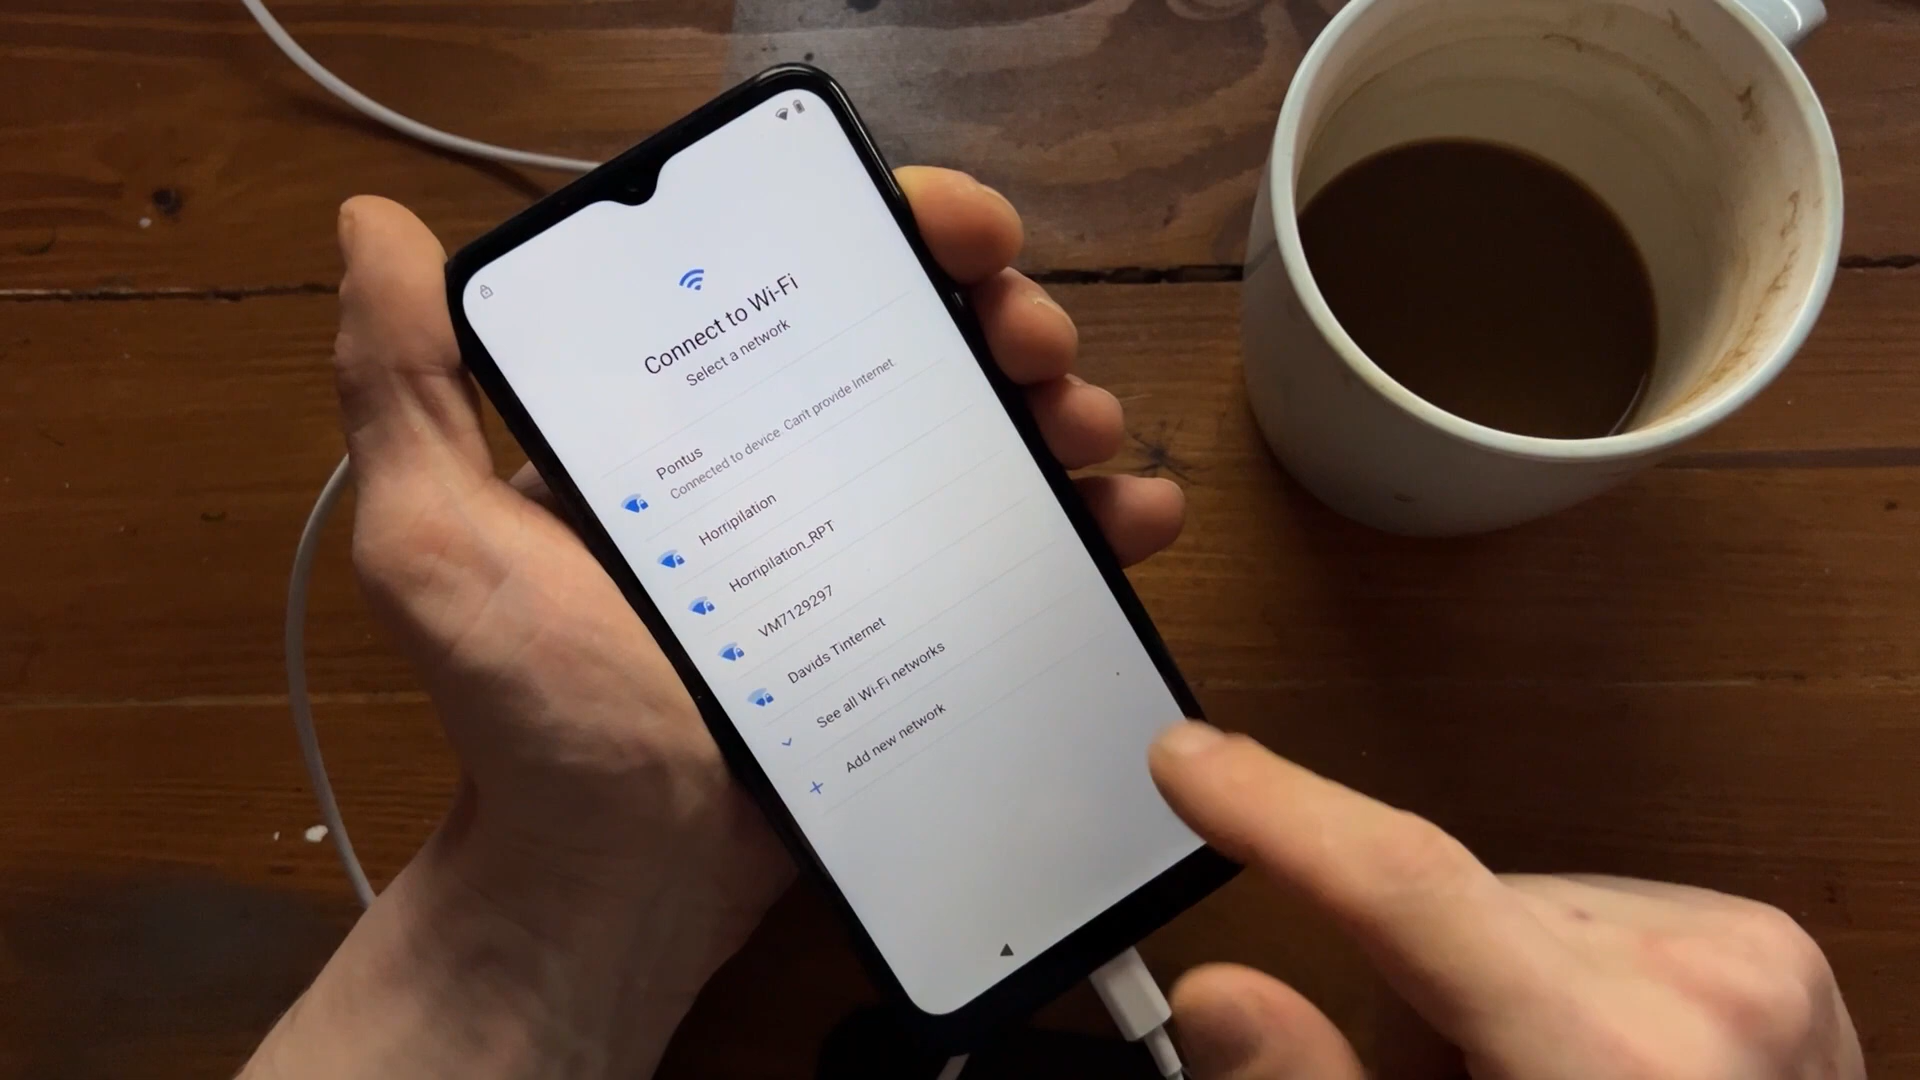 Connect to Wi-Fi
Select a network
Pontus
Connected to device. Can't provide Internet.
Horripilation
Horripilation_RPT
VM7129297
Davids Tinternet
See all Wi-Fi networks
Add new network